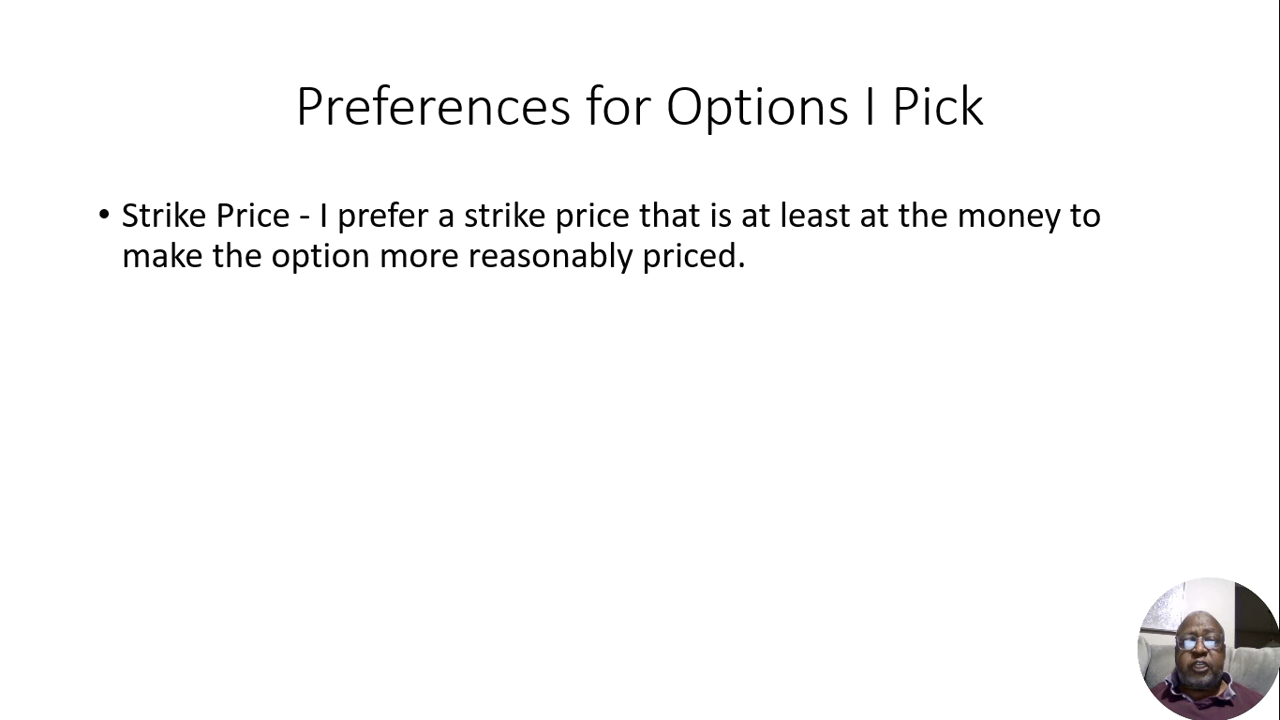 Preferences for Options I Pick
• Strike Price - I prefer a strike price that is at least at the money to
make the option more reasonably priced.